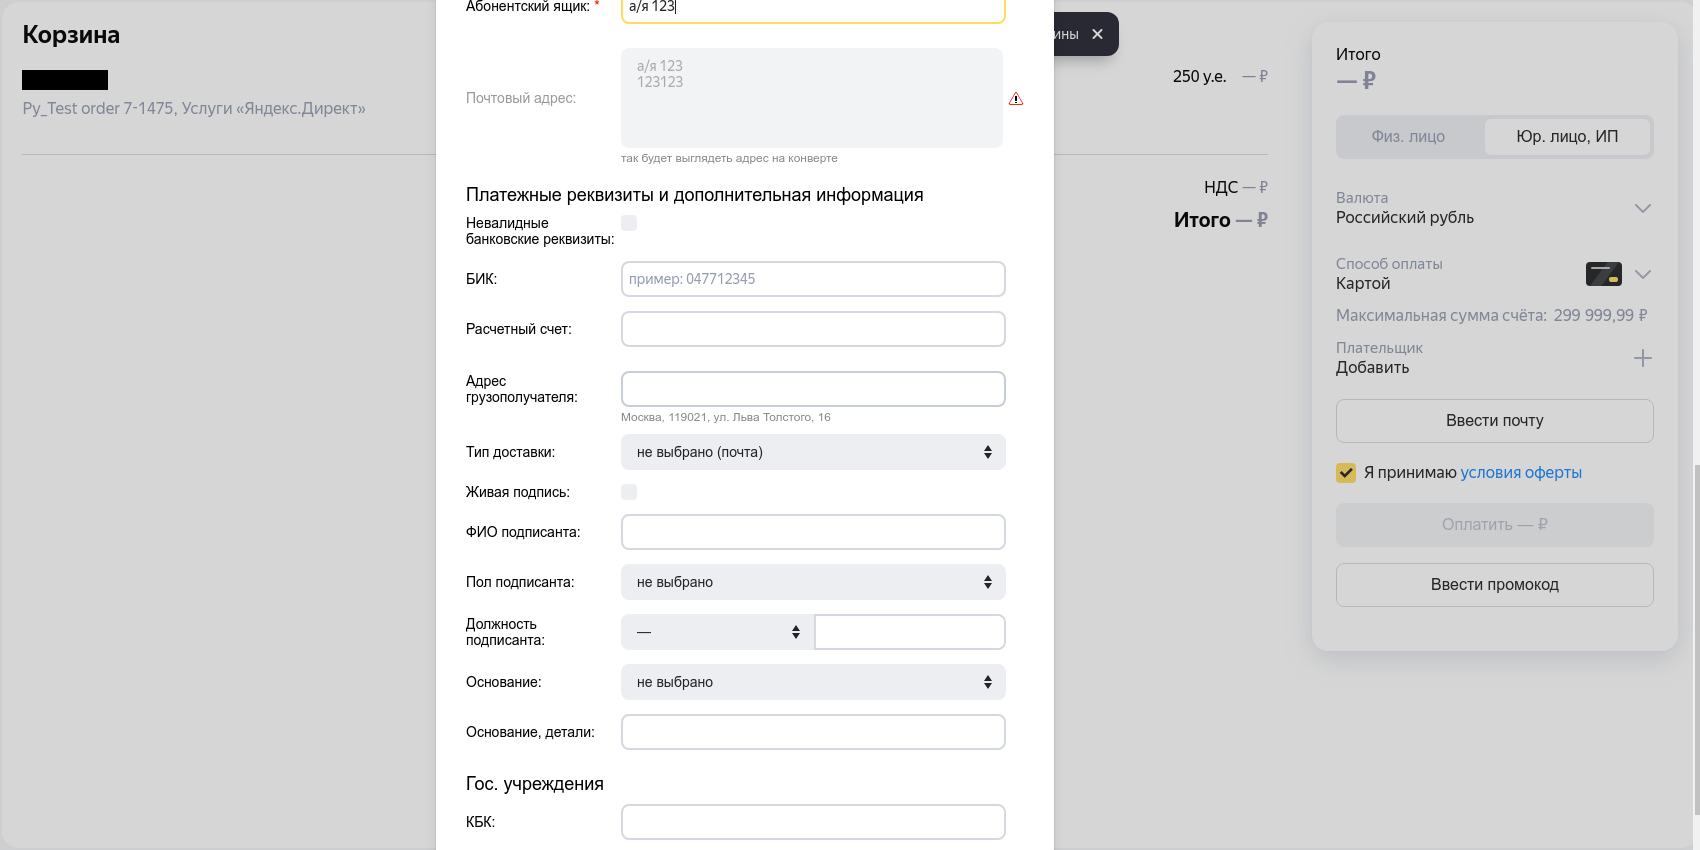 Корзина
Py_Test order 7-1475, Услуги «Яндекс.Директ»
Абонентский ящик: *
а/я 123
Почтовый адрес:
а/я 123
123123
так будет выглядеть адрес на конверте
Платежные реквизиты и дополнительная информация
Невалидные
банковские реквизиты:
БИК:
пример: 047712345
Расчетный счет:
Адрес
грузополучателя:
Москва, 119021, ул. Льва Толстого, 16
Тип доставки:
не выбрано (почта)
Живая подпись:
ФИО подписанта:
Пол подписанта:
не выбрано
Должность
подписанта:
—
Основание:
не выбрано
Основание, детали:
Гос. учреждения
КБК:
250 у.е. — ₽
НДС — ₽
Итого — ₽
Итого
— ₽
Физ. лицо
Юр. лицо, ИП
Валюта
Российский рубль
Способ оплаты
Картой
Максимальная сумма счёта: 299 999,99 ₽
Плательщик
Добавить
Ввести почту
Я принимаю условия оферты
Оплатить — ₽
Ввести промокод